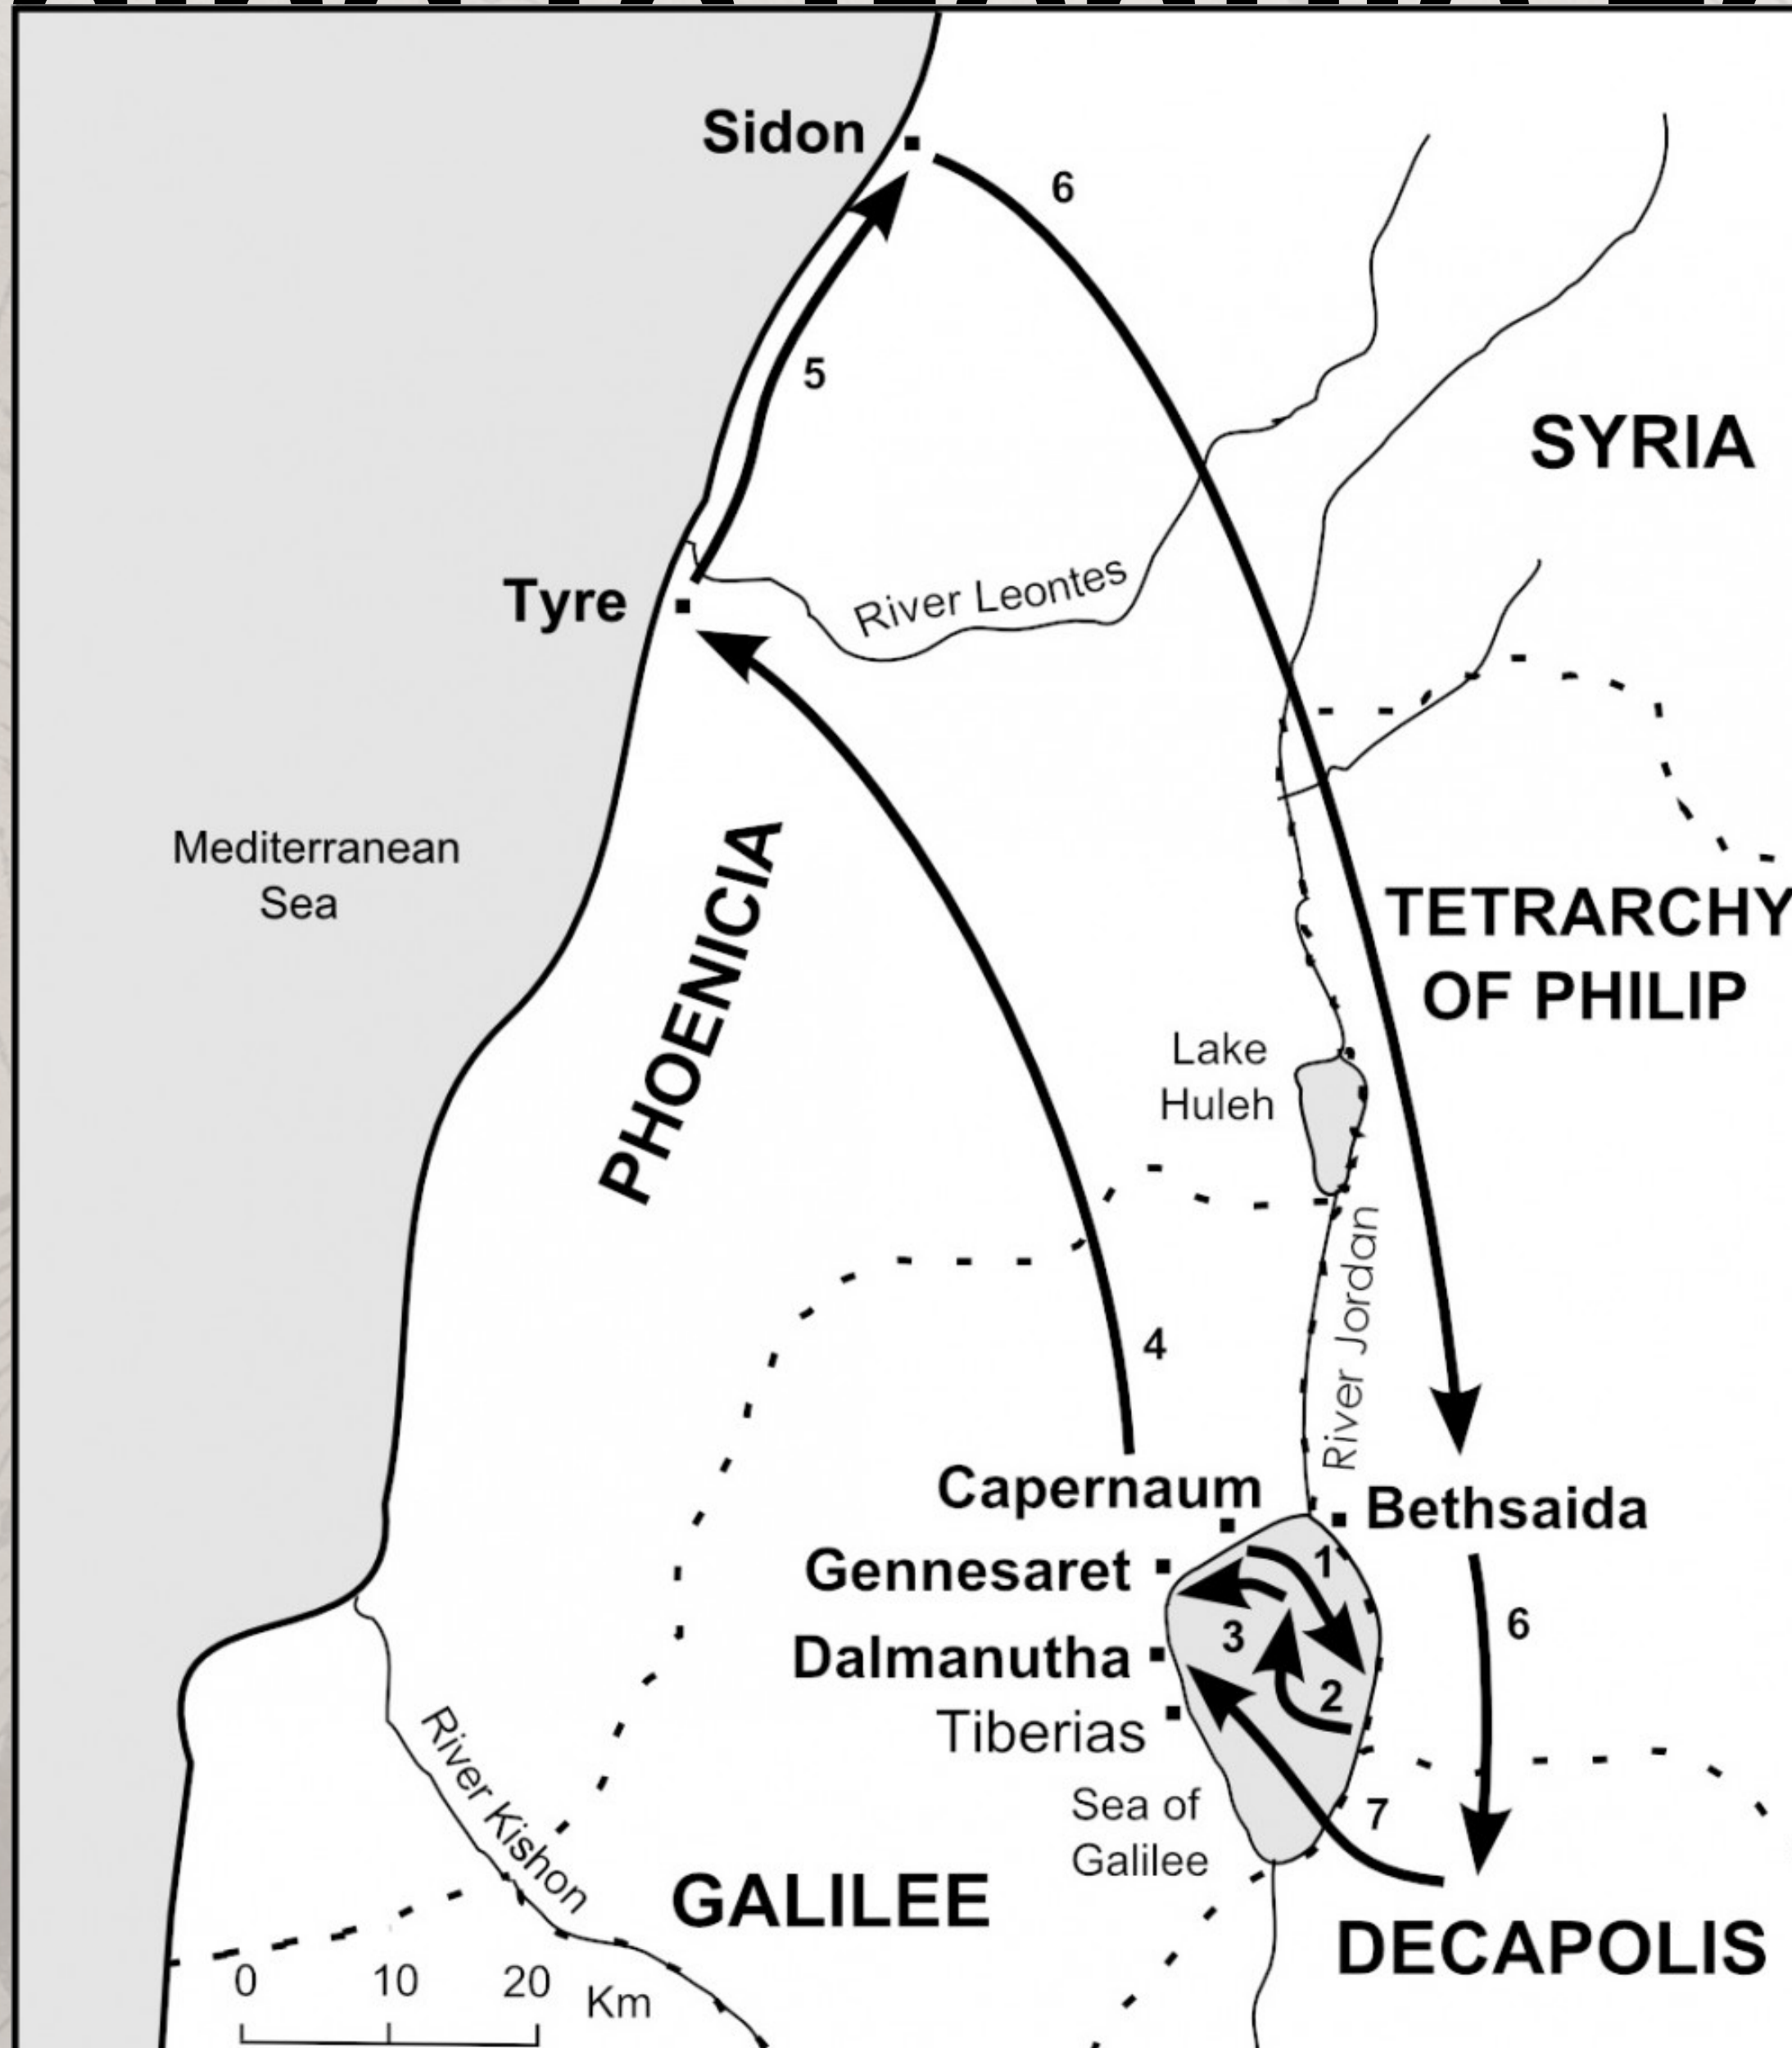 Sidon
6
5
SYRIA
River Leontes
Tyre
Mediterranean
Sea
PHOENICIA
TETRARCHY
OF PHILIP
Lake
Huleh
River Jordan
4
Capernaum
Bethsaida
1
Gennesaret
3
6
Dalmanutha
2
Tiberias
River Kishon
Sea of
Galilee
7
GALILEE
DECAPOLIS
0 10 20 Km